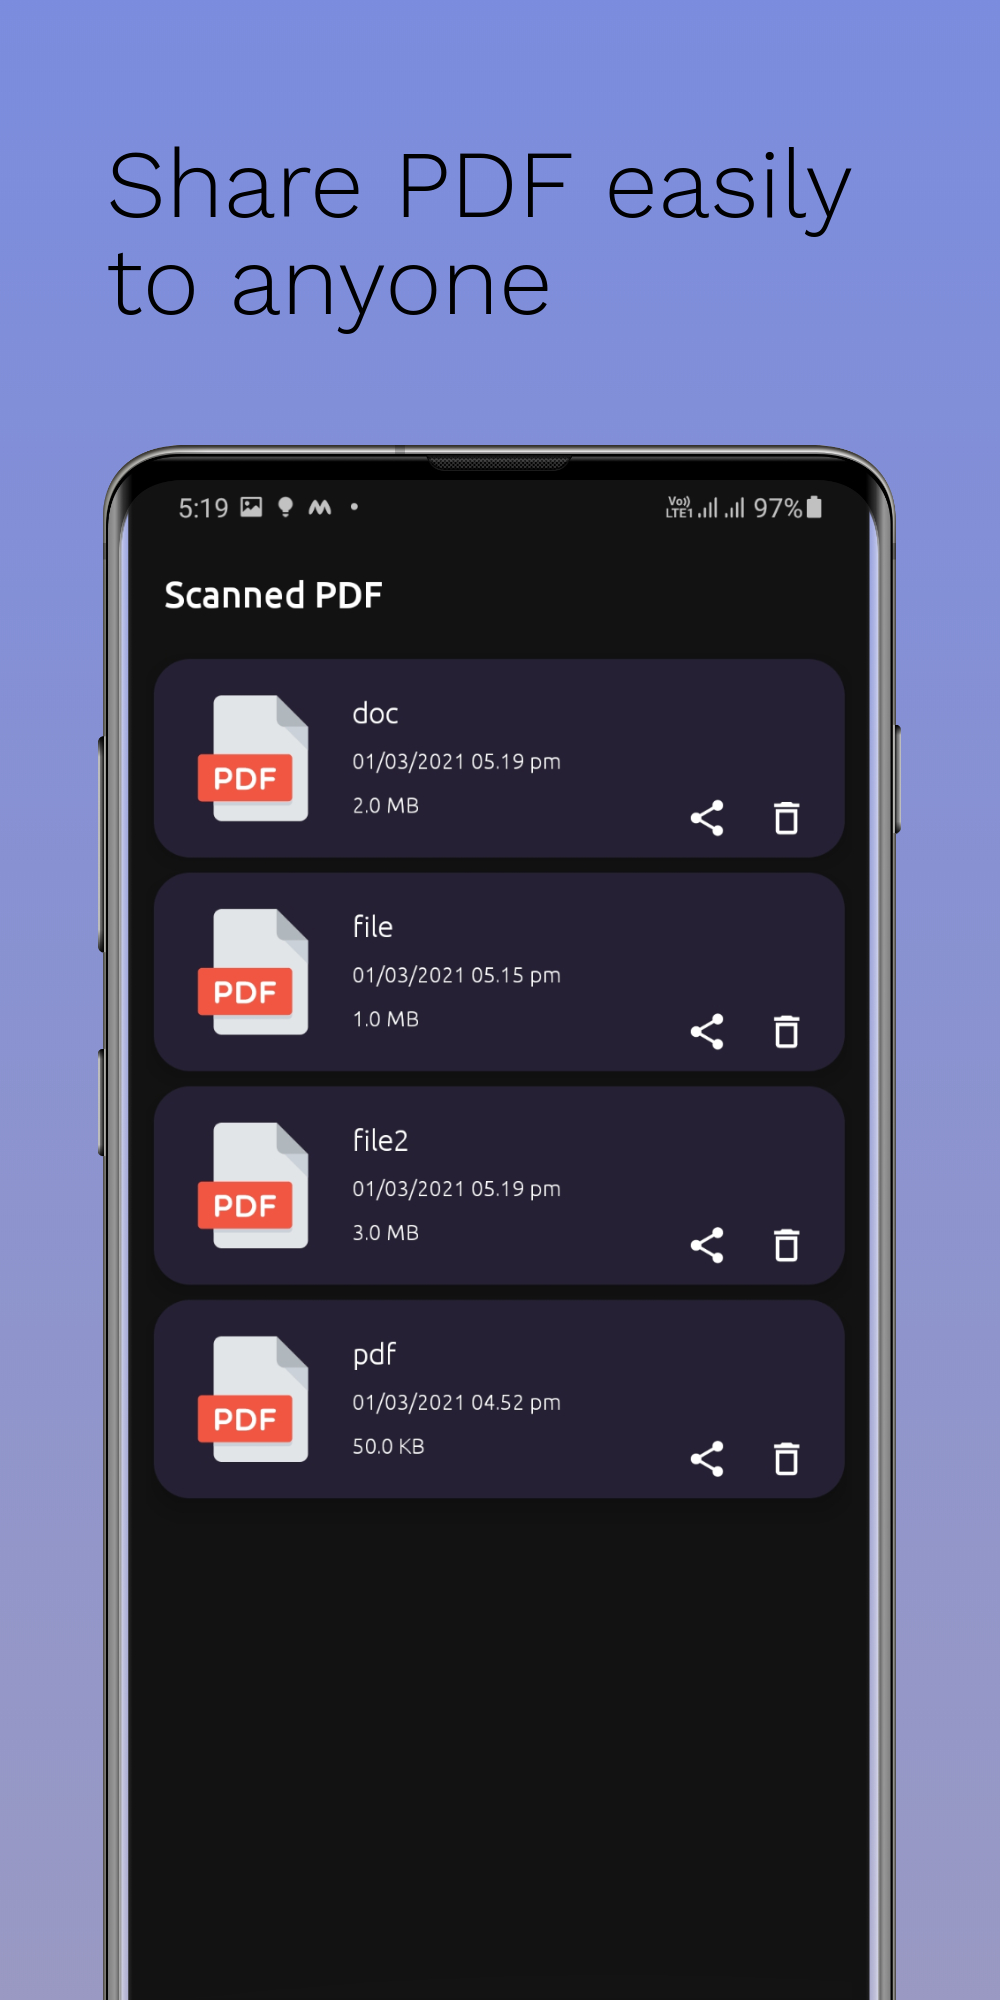 Share PDF easily
to anyone
5:19
Vo))
LTE1
97%
Scanned PDF
doc
01/03/2021 05.19 pm
2.0 MB
PDF
file
01/03/2021 05.15 pm
1.0 MB
PDF
file2
01/03/2021 05.19 pm
3.0 MB
PDF
pdf
01/03/2021 04.52 pm
50.0 KB
PDF